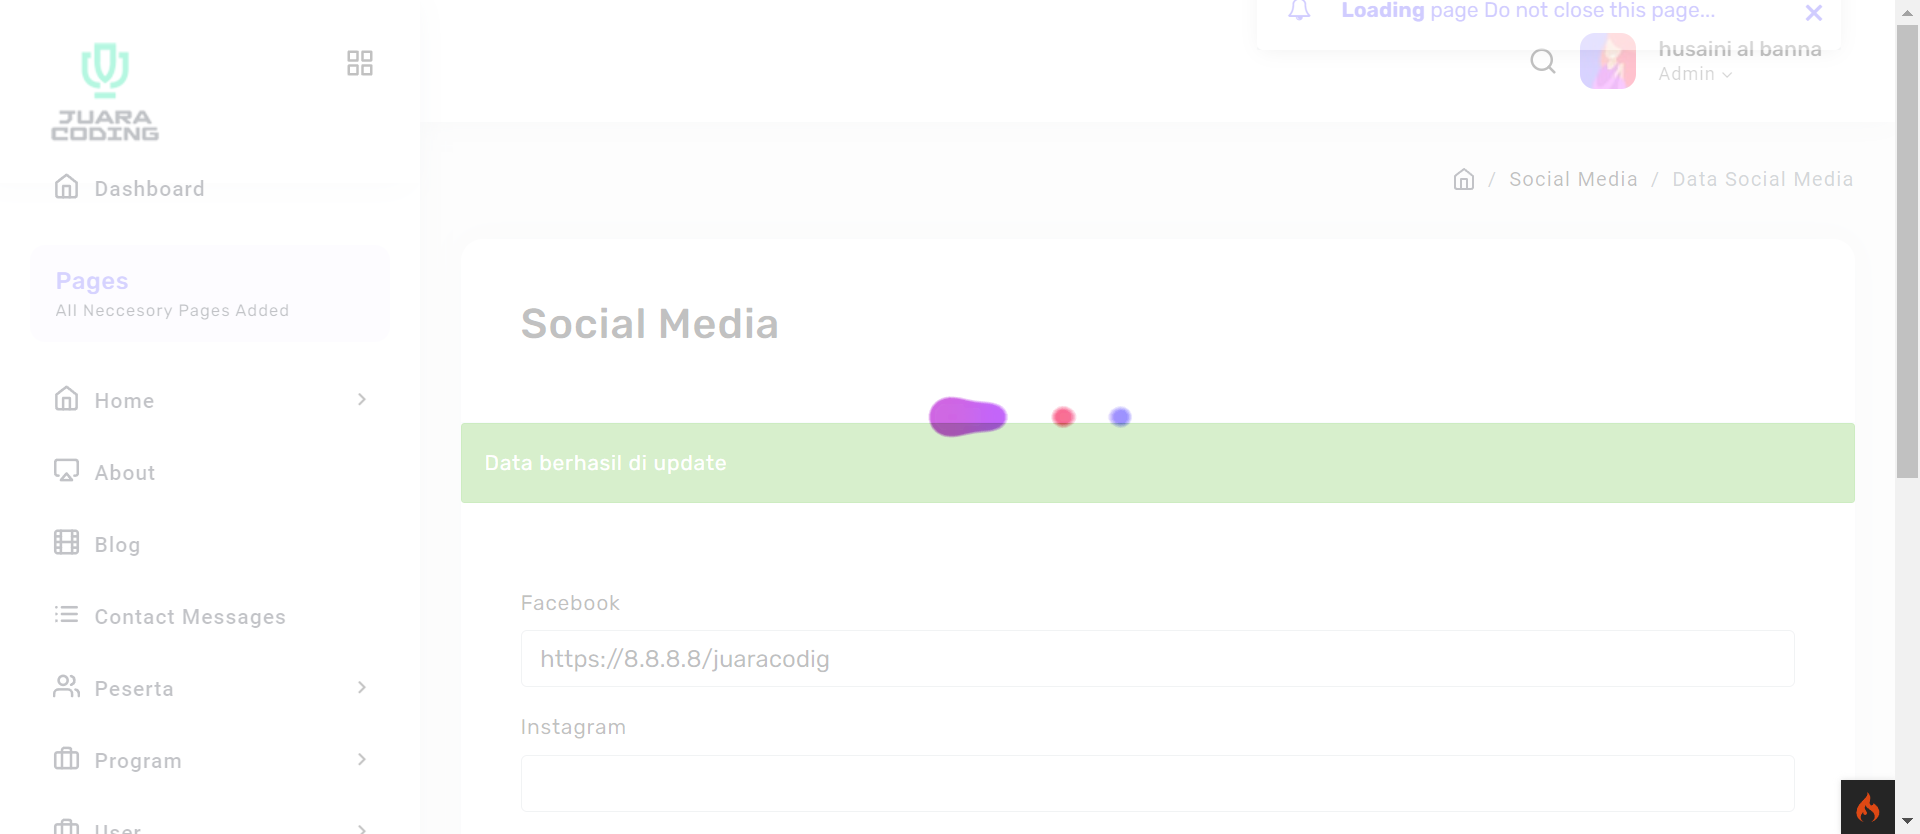 Loading page Do not close this page...
husaini al banna
Admin
JUARA
CODING
Dashboard
Social Media / Data Social Media
Pages
All Neccesory Pages Added
Social Media
Home
Data berhasil di update
About
Blog
Facebook
Contact Messages
https://8.8.8.8/juaracodig
Peserta
Instagram
Program
User